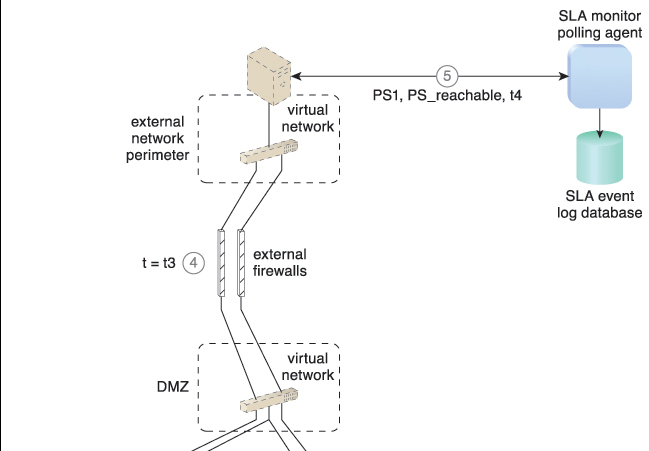 SLA monitor
polling agent
5
PS1, PS_reachable, t4
virtual
network
external
network
perimeter
SLA event
log database
t = t3 4
external
firewalls
virtual
network
DMZ